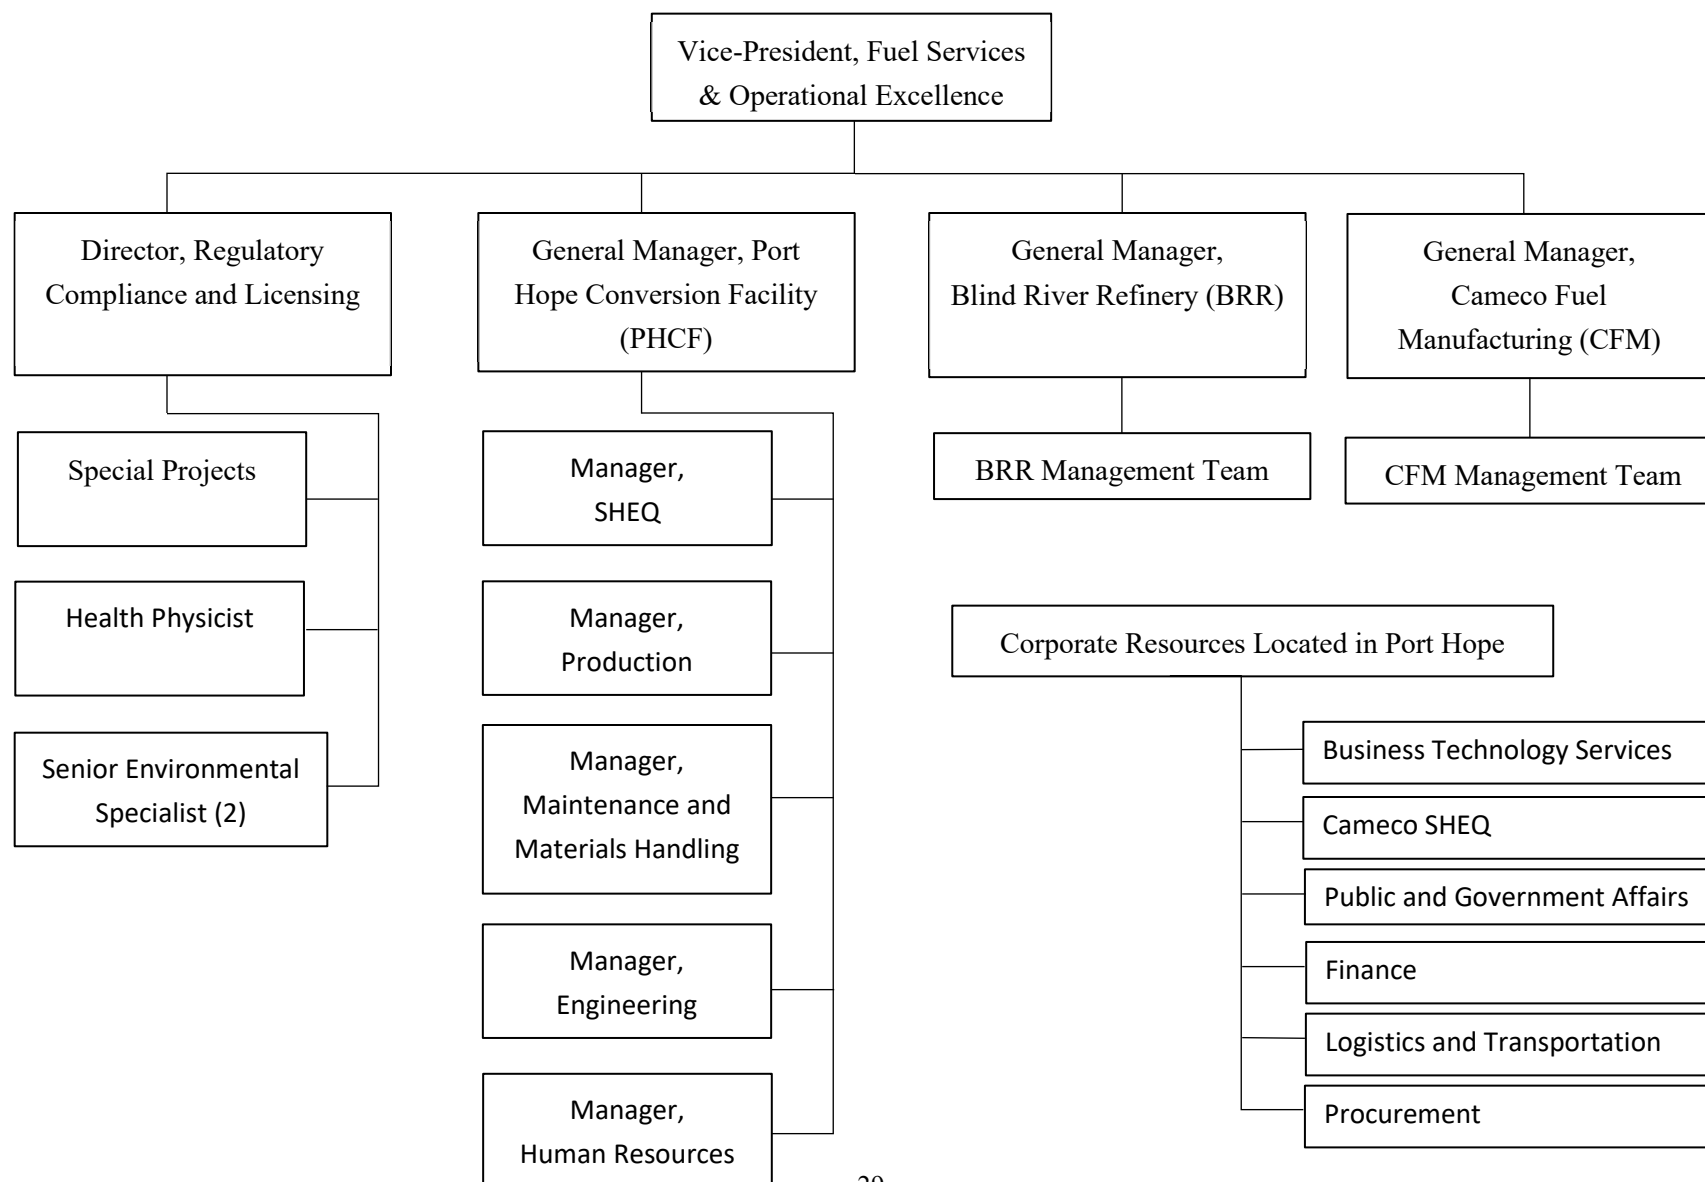 Vice-President, Fuel Services
& Operational Excellence
Director, Regulatory
Compliance and Licensing
General Manager, Port
Hope Conversion Facility
(PHCF)
General Manager,
Blind River Refinery (BRR)
General Manager,
Cameco Fuel
Manufacturing (CFM)
Special Projects
Health Physicist
Senior Environmental
Specialist (2)
Manager,
SHEQ
Manager,
Production
Manager,
Maintenance and
Materials Handling
Manager,
Engineering
Manager,
Human Resources
BRR Management Team
CFM Management Team
Corporate Resources Located in Port Hope
Business Technology Services
Cameco SHEQ
Public and Government Affairs
Finance
Logistics and Transportation
Procurement